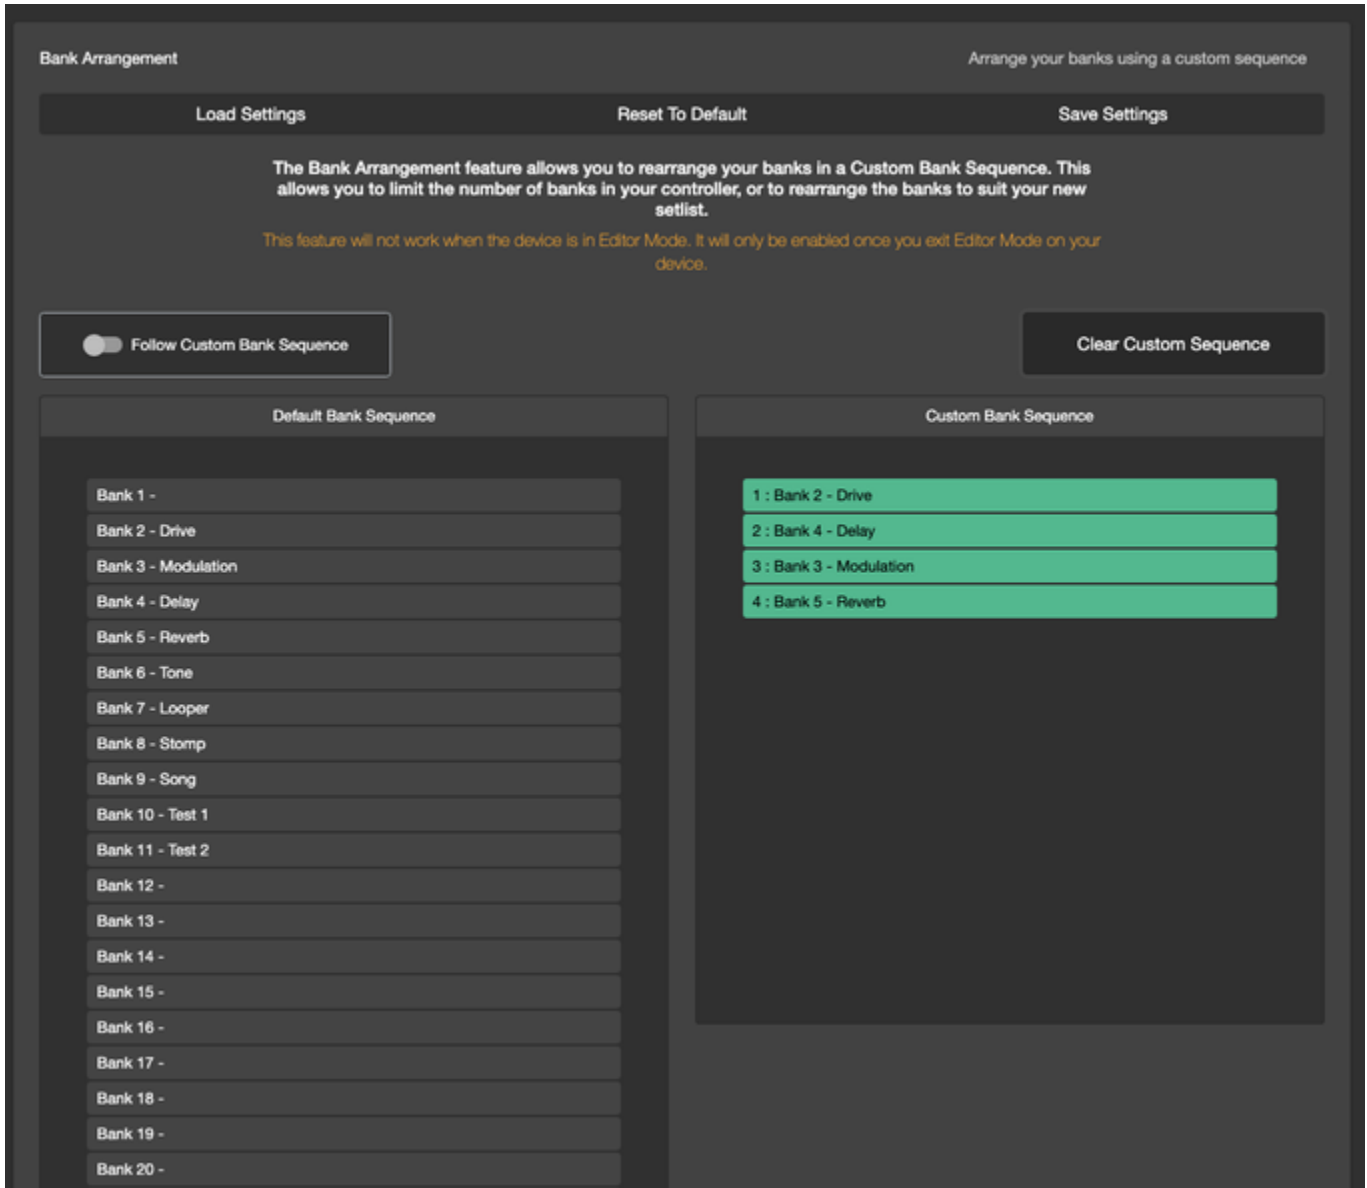 Bank Arrangement
Arrange your banks using a custom sequence
Load Settings
Reset To Default
Save Settings
The Bank Arrangement feature allows you to rearrange your banks in a Custom Bank Sequence. This
allows you to limit the number of banks in your controller, or to rearrange the banks to suit your new
setlist.
This feature will not work when the device is in Editor Mode. It will only be enabled once you exit Editor Mode on your
device.
Follow Custom Bank Sequence
Clear Custom Sequence
Default Bank Sequence
Bank 1 -
Bank 2 - Drive
Bank 3 - Modulation
Bank 4 - Delay
Bank 5 - Reverb
Bank 6 - Tone
Bank 7 - Looper
Bank 8 - Stomp
Bank 9 - Song
Bank 10 - Test 1
Bank 11 - Test 2
Bank 12 -
Bank 13 -
Bank 14 -
Bank 15 -
Bank 16 -
Bank 17 -
Bank 18 -
Bank 19 -
Bank 20 -
Custom Bank Sequence
1 : Bank 2 - Drive
2 : Bank 4 - Delay
3 : Bank 3 - Modulation
4 : Bank 5 - Reverb